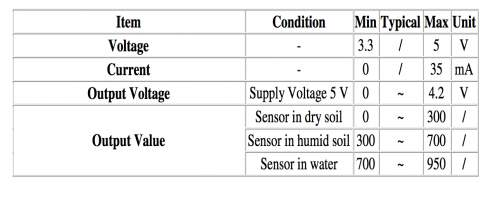 Item Condition Min Typical Max Unit
Voltage - 3.3 / 5 V
Current - 0 / 35 mA
Output Voltage Supply Voltage 5 V 0 ~ 4.2 V
Sensor in dry soil 0 ~ 300 /
Output Value Sensor in humid soil 300 ~ 700 /
Sensor in water 700 ~ 950 /